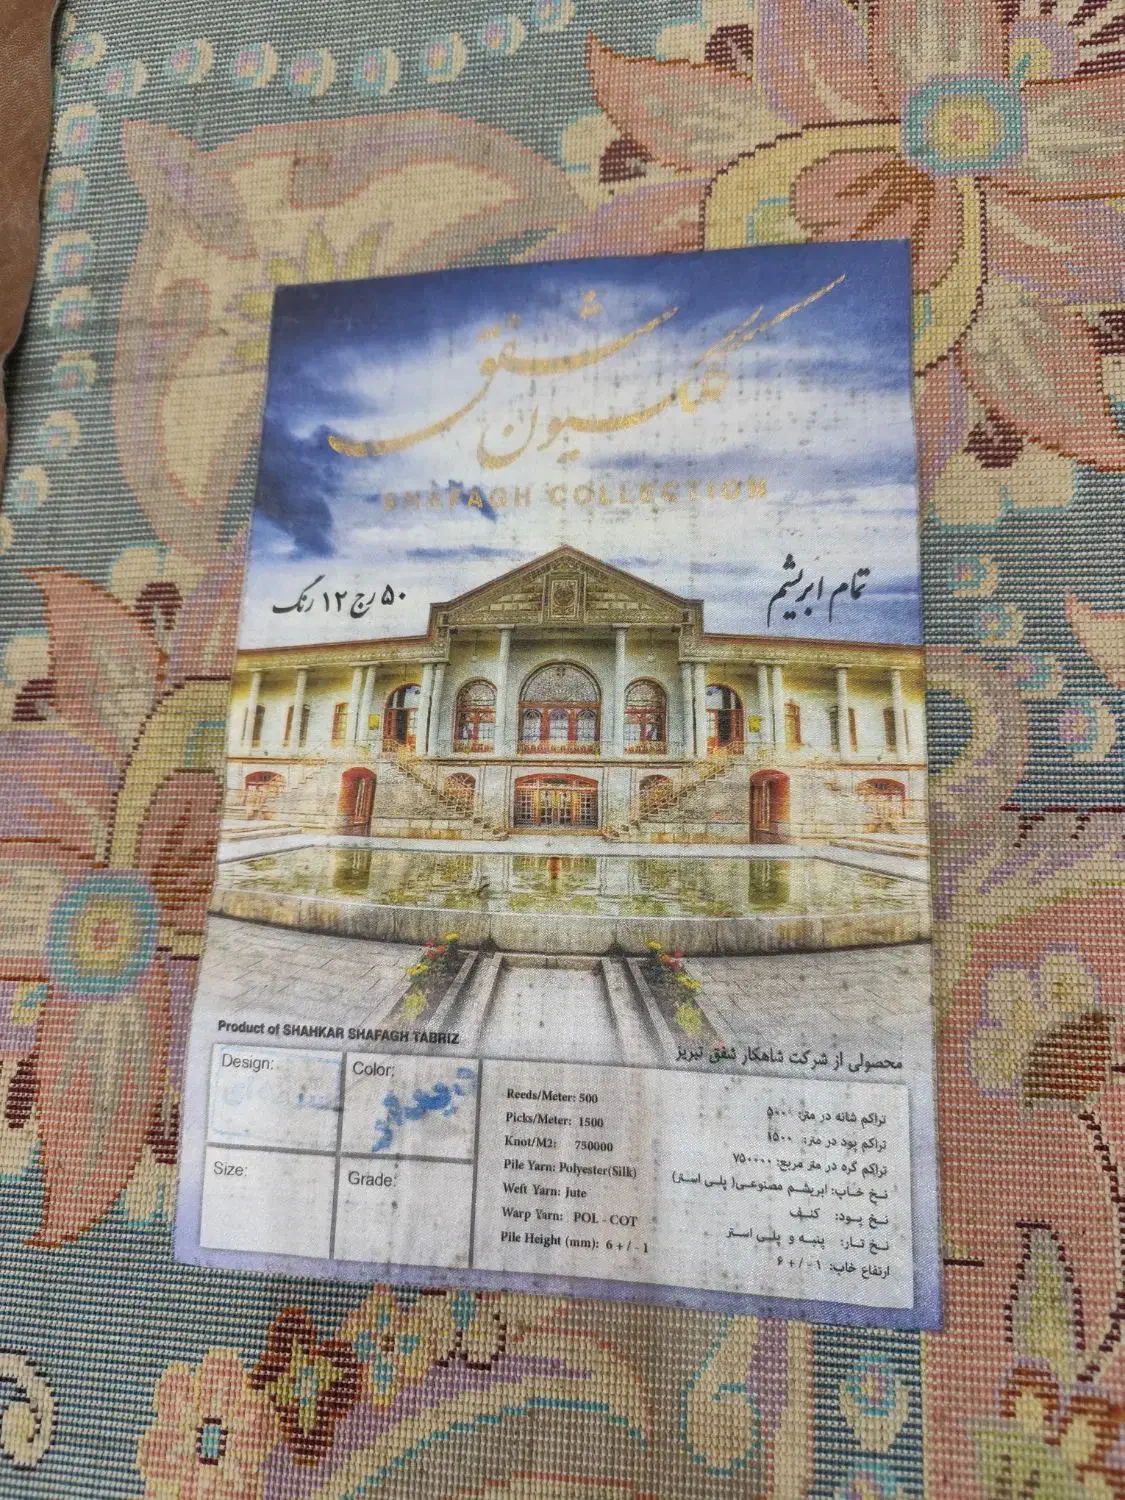 کلکسیون شفق
SHAFAGH COLLECTION
تمام ابریشم
۵۰ رج ۱۲ رنگ
Product of SHAHKAR SHAFAGH TABRIZ
محصولی از شرکت شاهکار شفق تبریز
Design:
Color:
Size:
Grade:
Reeds/Meter: 500
Picks/Meter: 1500
Knot/M2: 750000
Pile Yarn: Polyester(Silk)
Weft Yarn: Jute
Warp Yarn: POL - COT
Pile Height (mm): 6 + / - 1
تراکم شانه در متر: ۵۰۰
تراکم پود در متر: ۱۵۰۰
تراکم گره در متر مربع: ۷۵۰۰۰۰
نخ خاب: ابریشم مصنوعی( پلی استر)
نخ پود: کنف
نخ تار: پنبه و پلی استر
ارتفاع خاب: ۱- / + ۶